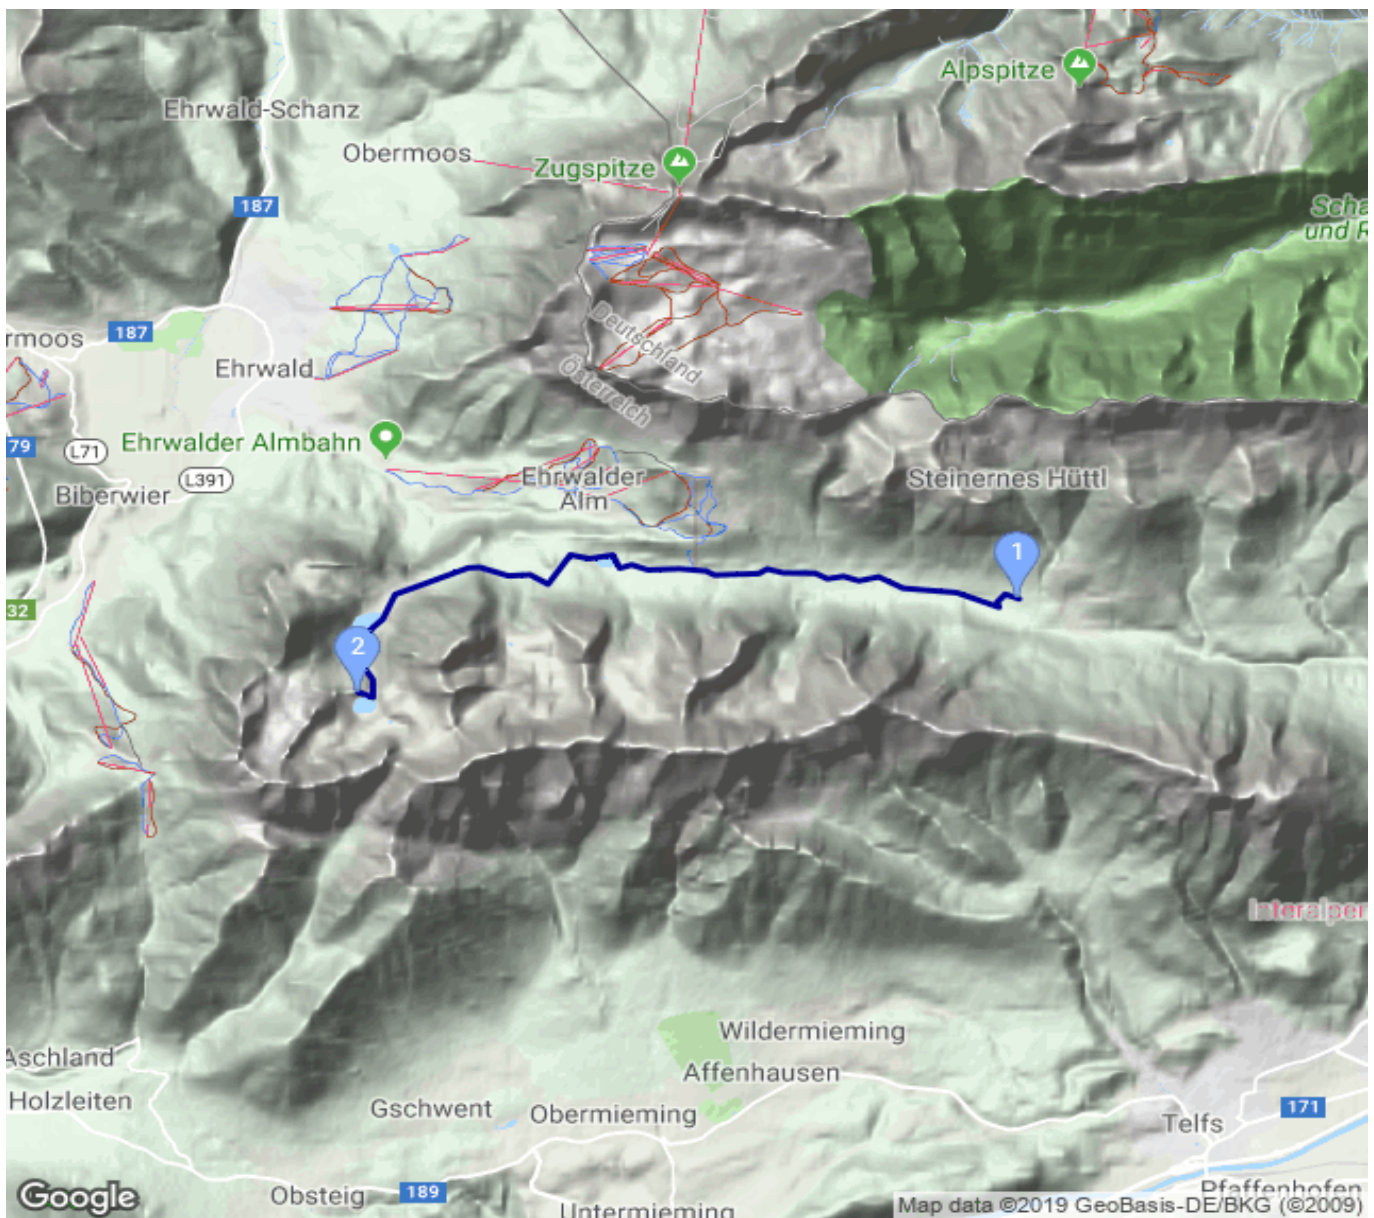 Alpspitze
Ehrwald-Schanz
Obermoos
Zugspitze
Scha
und R
187
Deutschland
Österreich
187
rmoos
Ehrwald
Ehrwalder Almbahn
79
L71
L391
Biberwier
Ehrwalder
Alm
Steinernes Hüttl
1
32
2
Interalpen
Wildermieming
Aschland
Affenhausen
Holzleiten
Gschwent
Obermieming
171
Telfs
Obsteig
189
Pfaffenhofen
Untermieming
Google
Map data ©2019 GeoBasis-DE/BKG (©2009)